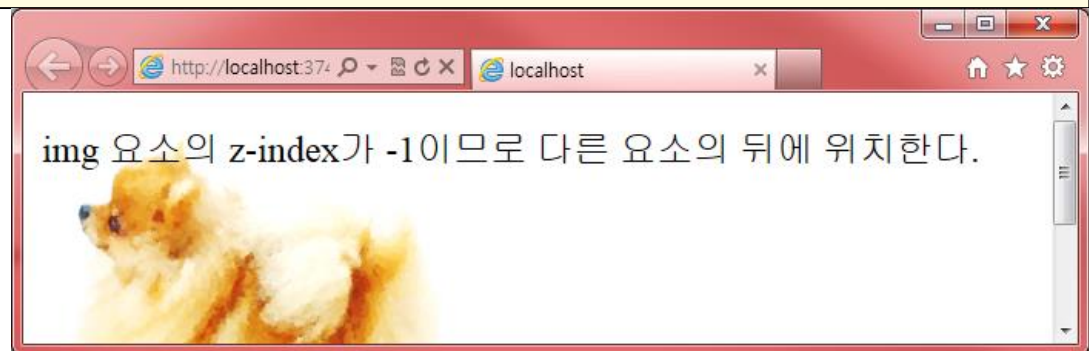 http://localhost:374
localhost
img 요소의 z-index가 -1이므로 다른 요소의 뒤에 위치한다.